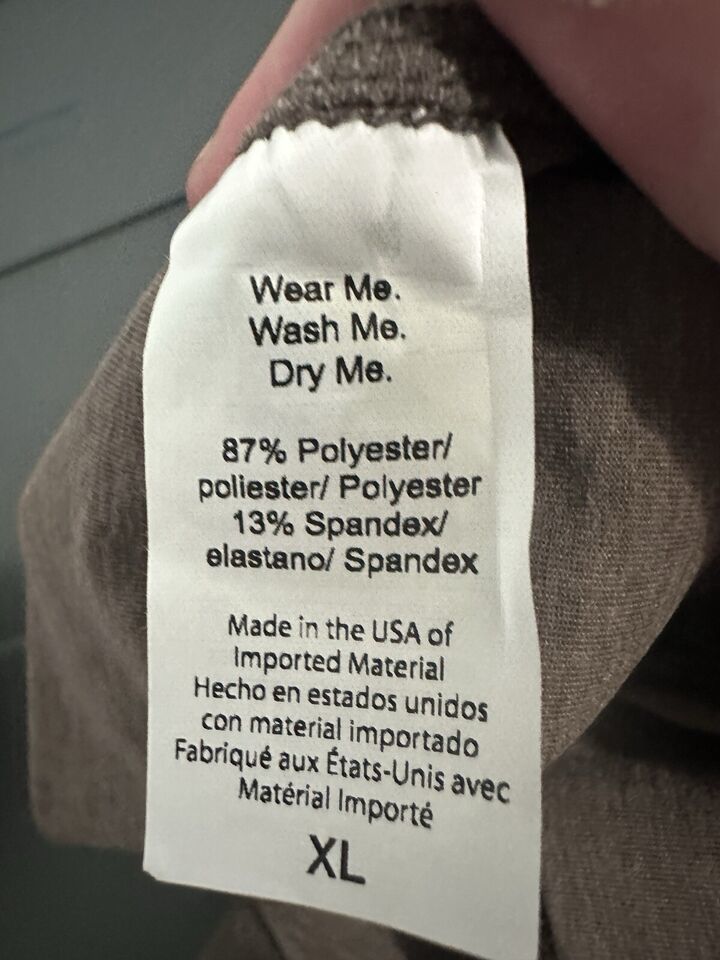 Wear Me.
Wash Me.
Dry Me.
87% Polyester/
poliester/ Polyester
13% Spandex/
elastano/ Spandex
Made in the USA of
Imported Material
Hecho en estados unidos
con material importado
Fabriqué aux États-Unis avec
Matérial Importé
XL